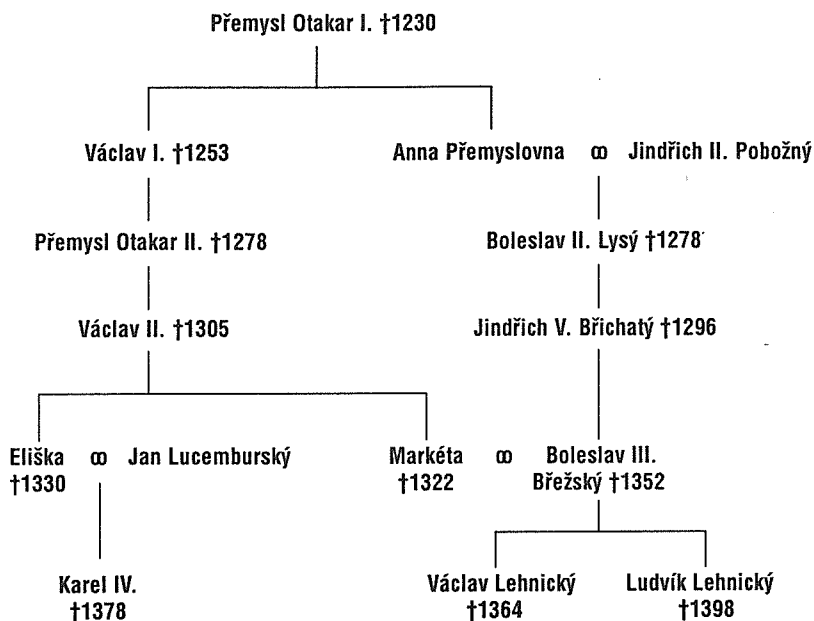 Přemysl Otakar I. †1230
Václav I. †1253
Anna Přemyslovna ꝏ Jindřich II. Pobožný
Přemysl Otakar II. †1278
Boleslav II. Lysý †1278
Václav II. †1305
Jindřich V. Břichatý †1296
Eliška ꝏ Jan Lucemburský
†1330
Markéta ꝏ Boleslav III.
†1322 Břežský †1352
Karel IV.
†1378
Václav Lehnický
†1364
Ludvík Lehnický
†1398